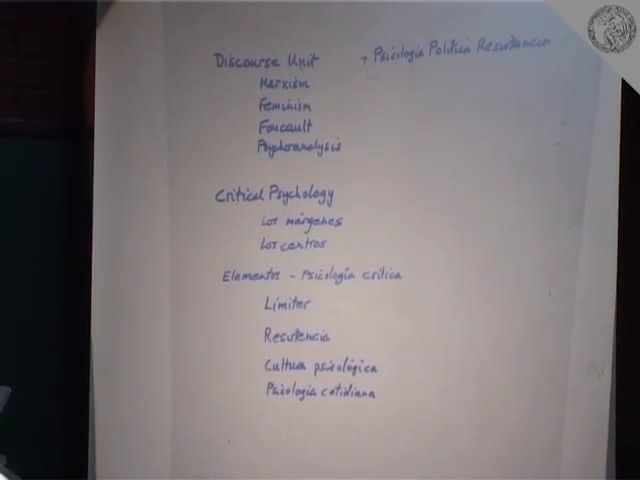 Discourse Unit + Psicología Política Resistencia
Marxism
Feminism
Foucault
Psychoanalysis
Critical Psychology
Los márgenes
Los centros
Elementos - Psicología crítica
Límites
Resistencia
Cultura psicológica
Psicología cotidiana